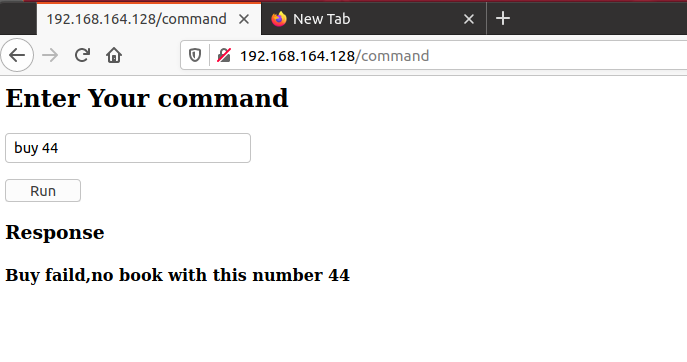 192.168.164.128/command
New Tab
192.168.164.128/command
Enter Your command
buy 44
Run
Response
Buy faild,no book with this number 44